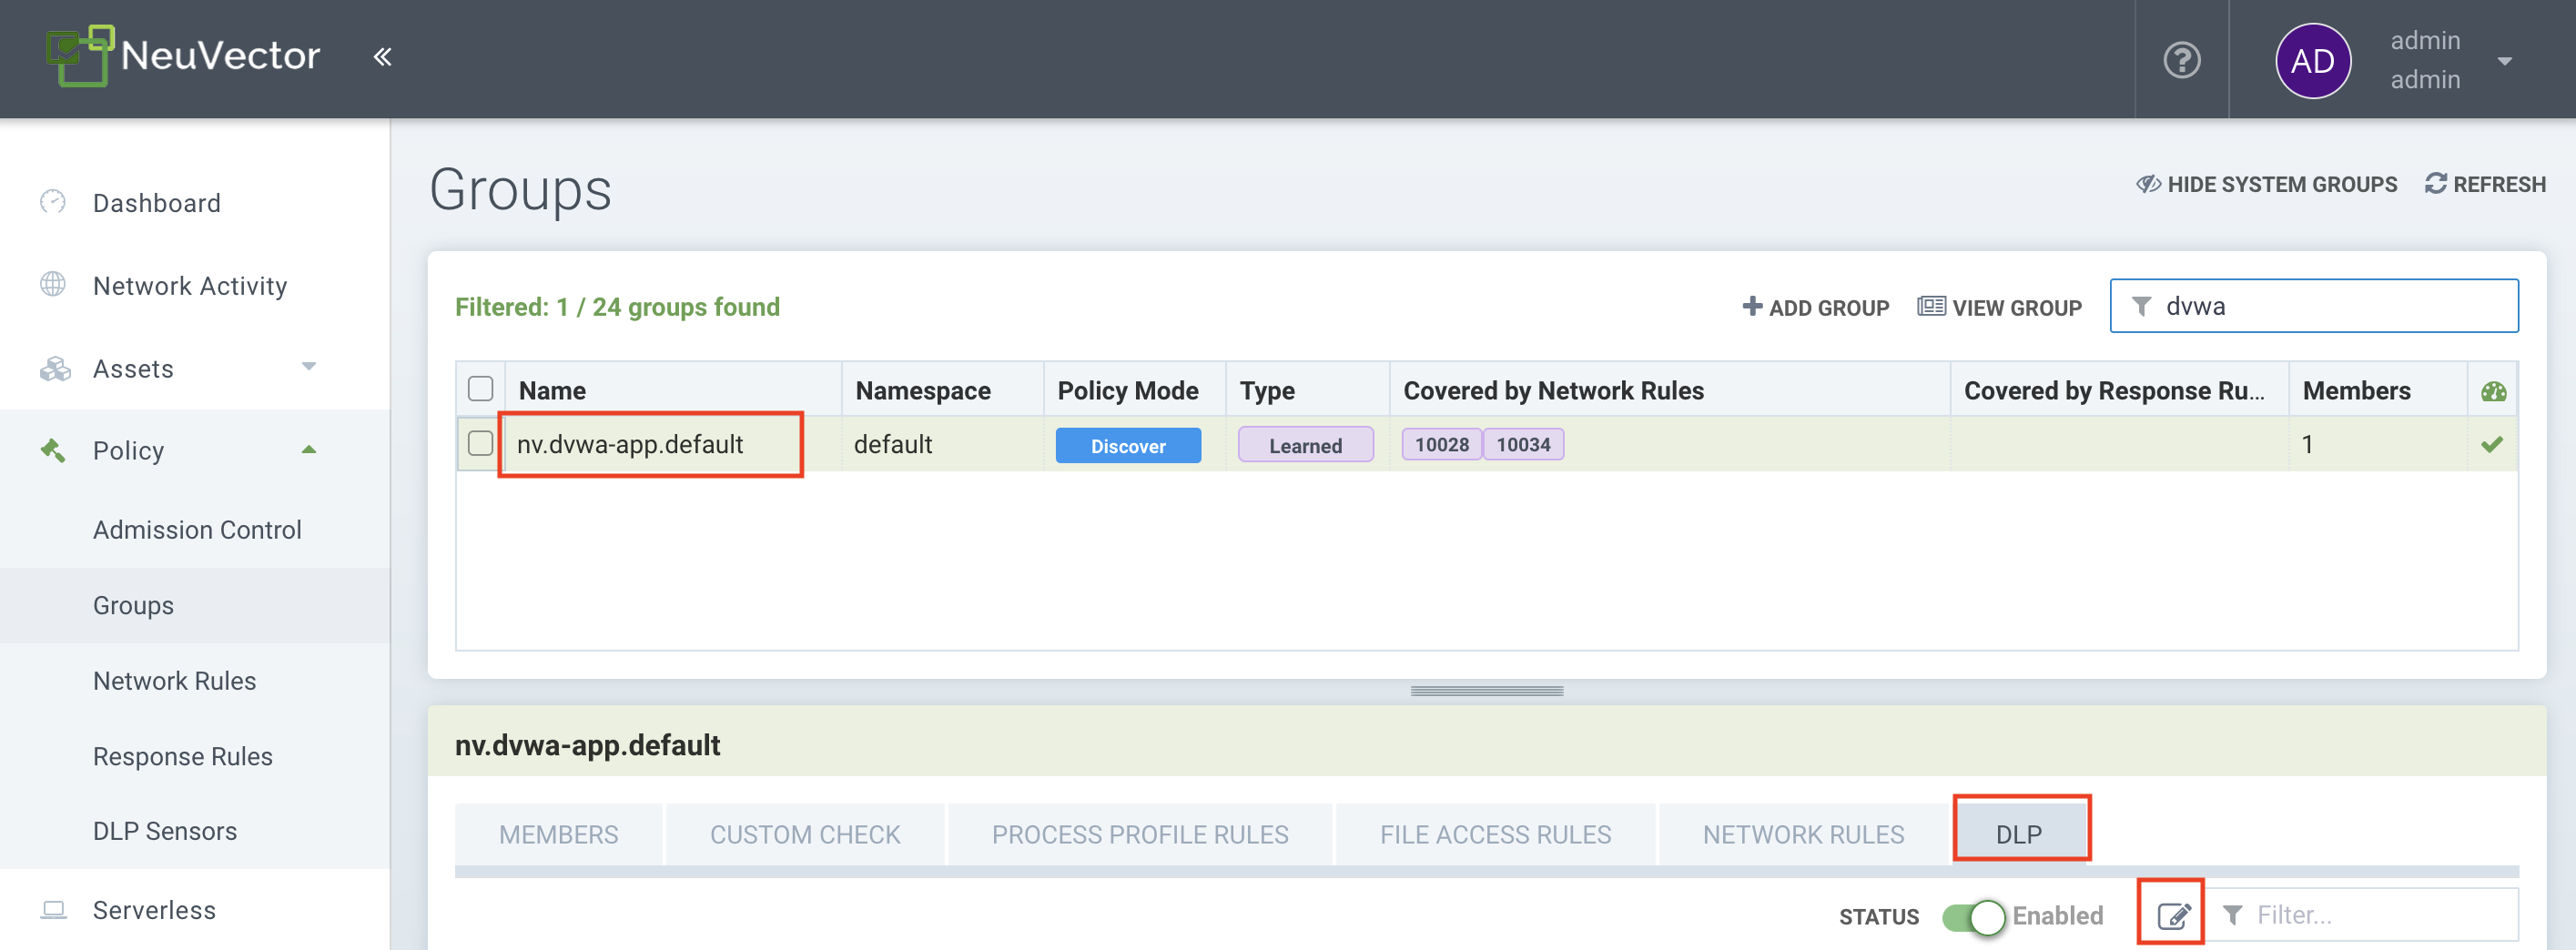 NeuVector «
?
AD
admin
admin
Dashboard
Network Activity
Assets
Policy
Admission Control
Groups
Network Rules
Response Rules
DLP Sensors
Serverless
Groups
HIDE SYSTEM GROUPS
REFRESH
Filtered: 1 / 24 groups found
ADD GROUP
VIEW GROUP
dvwa
Name Namespace Policy Mode Type Covered by Network Rules Covered by Response Ru... Members
nv.dvwa-app.default default Discover Learned 10028 10034 1
nv.dvwa-app.default
MEMBERS CUSTOM CHECK PROCESS PROFILE RULES FILE ACCESS RULES NETWORK RULES DLP
STATUS Enabled Filter...